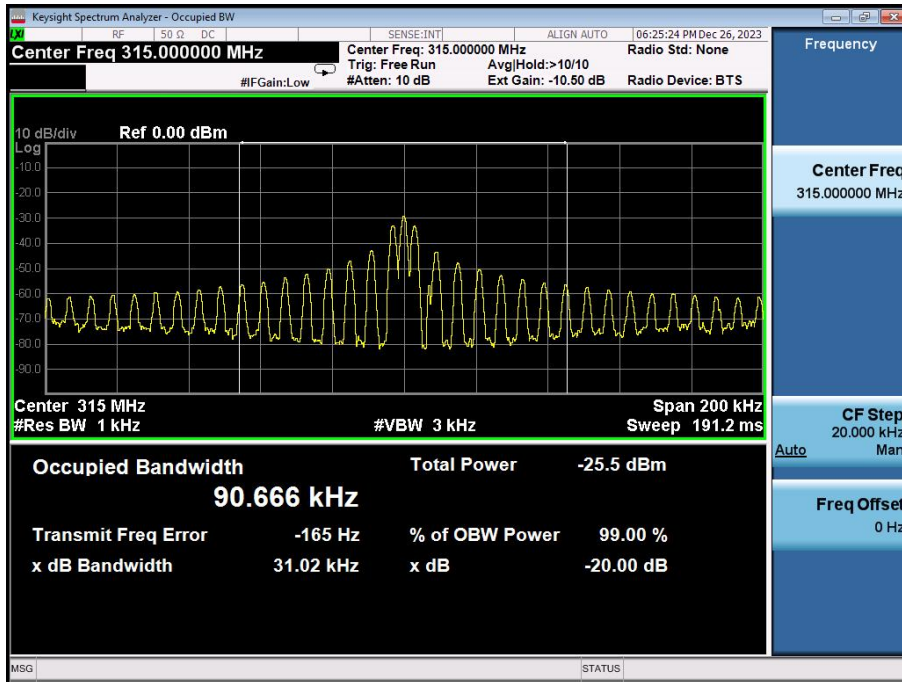 Keysight Spectrum Analyzer - Occupied BW
LXI RF 50 Ω DC SENSE:INT ALIGN AUTO 06:25:24 PM Dec 26, 2023
Center Freq 315.000000 MHz
Center Freq: 315.000000 MHz Radio Std: None
Trig: Free Run Avg|Hold:>10/10
#IFGain:Low #Atten: 10 dB Ext Gain: -10.50 dB Radio Device: BTS
10 dB/div Ref 0.00 dBm
Log
-10.0
-20.0
-30.0
-40.0
-50.0
-60.0
-70.0
-80.0
-90.0
Center 315 MHz Span 200 kHz
#Res BW 1 kHz #VBW 3 kHz Sweep 191.2 ms
Occupied Bandwidth Total Power -25.5 dBm
90.666 kHz
Transmit Freq Error -165 Hz % of OBW Power 99.00 %
x dB Bandwidth 31.02 kHz x dB -20.00 dB
MSG STATUS
Frequency
Center Freq
315.000000 MHz
CF Step
20.000 kHz
Auto Man
Freq Offset
0 Hz